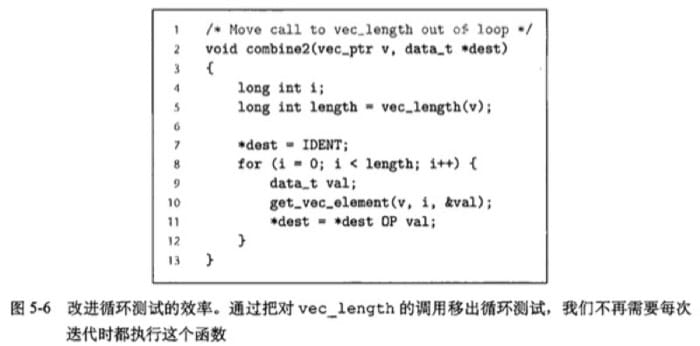 1 /* Move call to vec_length out of loop */
2 void combine2(vec_ptr v, data_t *dest)
3 {
4 long int i;
5 long int length = vec_length(v);
6
7 *dest = IDENT;
8 for (i = 0; i < length; i++) {
9 data_t val;
10 get_vec_element(v, i, &val);
11 *dest = *dest OP val;
12 }
13 }
图 5-6 改进循环测试的效率。通过把对 vec_length 的调用移出循环测试，我们不再需要每次
迭代时都执行这个函数